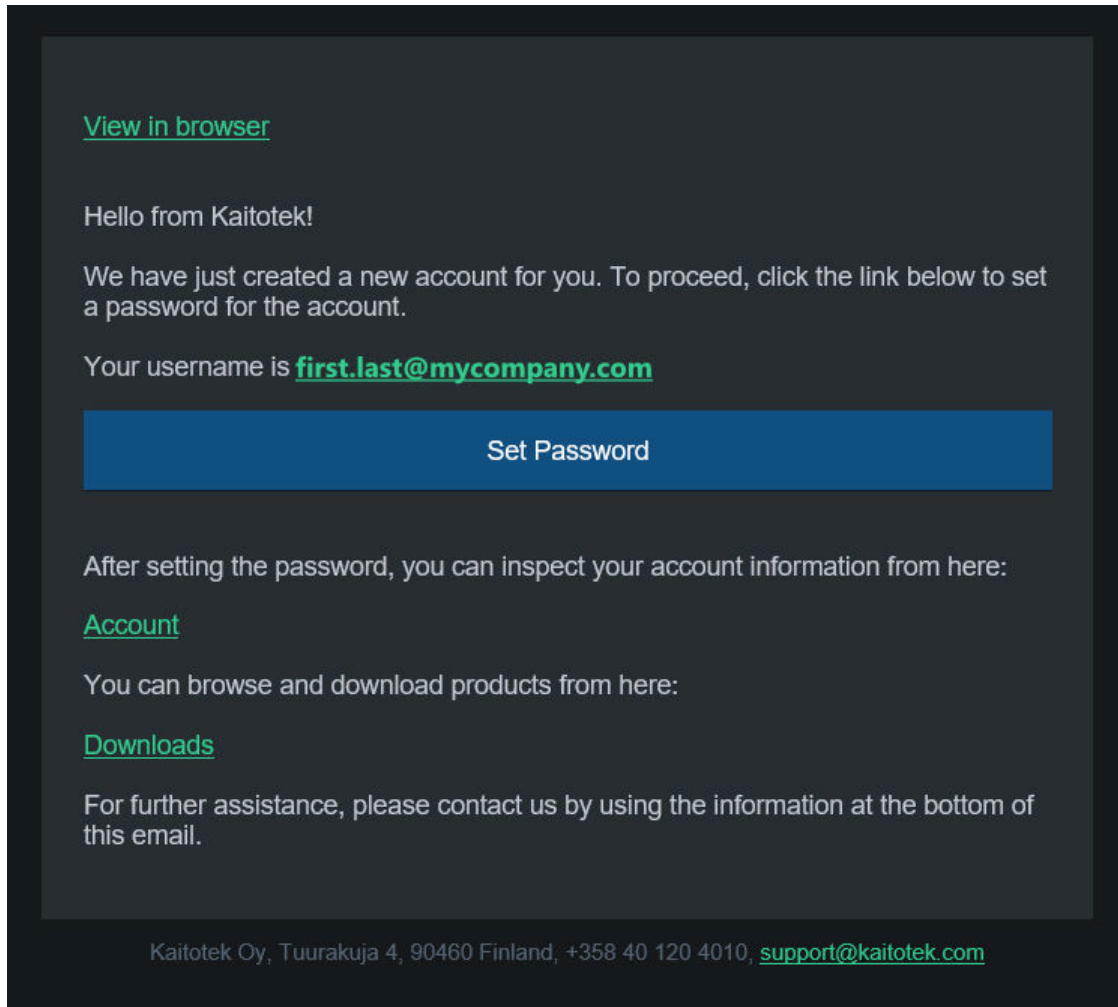 View in browser
Hello from Kaitotek!
We have just created a new account for you. To proceed, click the link below to set
a password for the account.
Your username is first.last@mycompany.com
Set Password
After setting the password, you can inspect your account information from here:
Account
You can browse and download products from here:
Downloads
For further assistance, please contact us by using the information at the bottom of
this email.
Kaitotek Oy, Tuurakuja 4, 90460 Finland, +358 40 120 4010, support@kaitotek.com